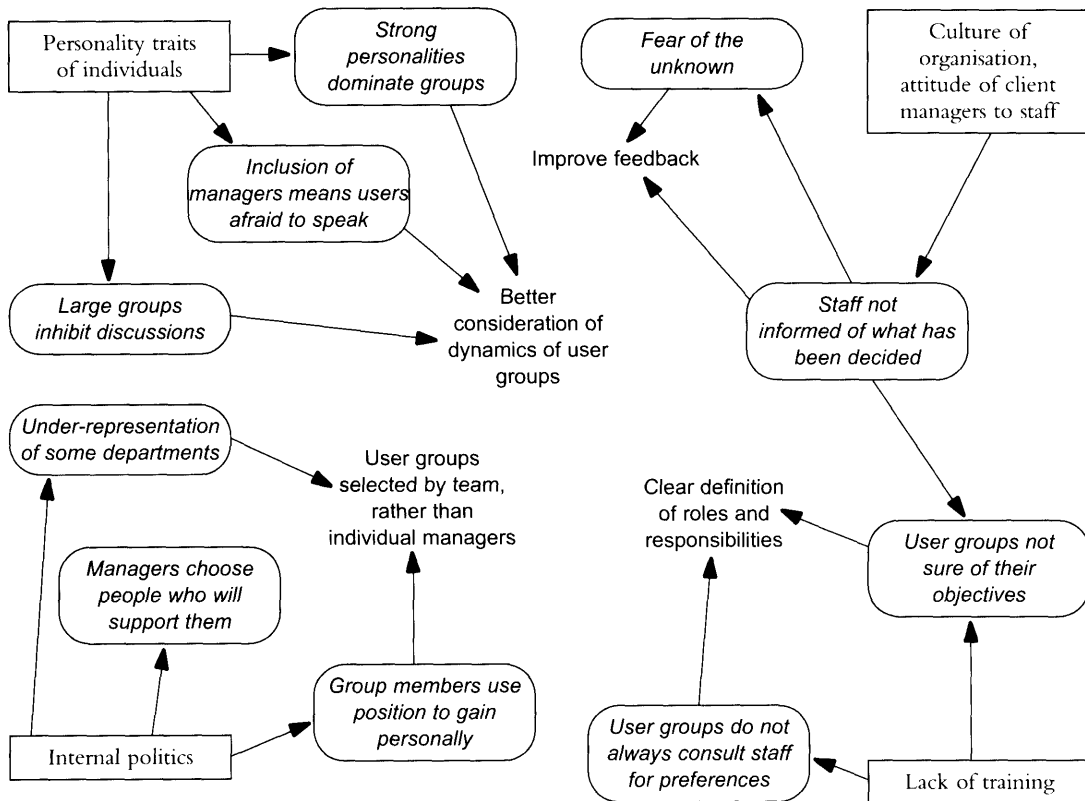 Personality traits
of individuals
Strong
personalities
dominate groups
Fear of the
unknown
Culture of
organisation,
attitude of client
managers to staff
Inclusion of
managers means users
afraid to speak
Improve feedback
Large groups
inhibit discussions
Better
consideration of
dynamics of user
groups
Staff not
informed of what has
been decided
Under-representation
of some departments
User groups
selected by team,
rather than
individual managers
Clear definition
of roles and
responsibilities
User groups not
sure of their
objectives
Managers choose
people who will
support them
Group members use
position to gain
personally
User groups do not
always consult staff
for preferences
Internal politics
Lack of training